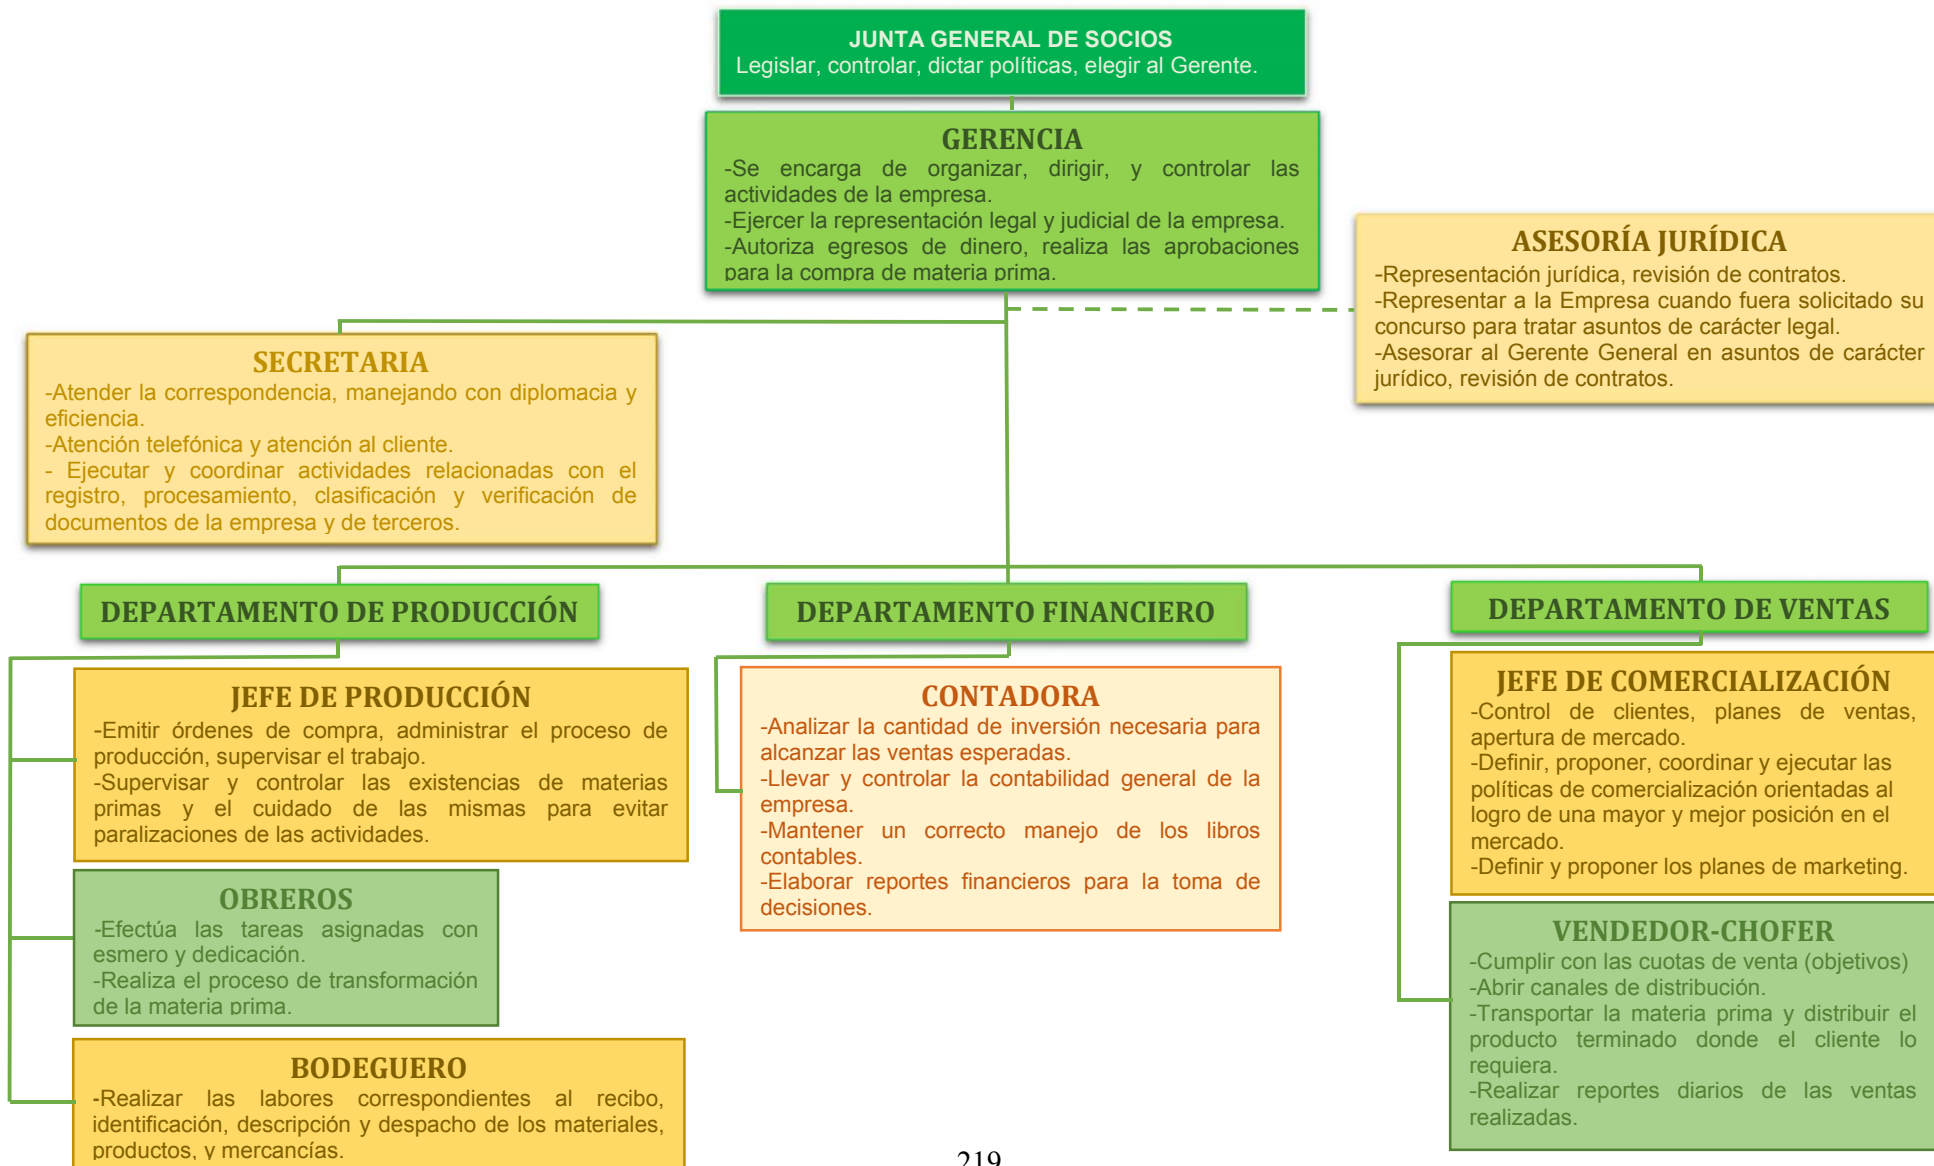 JUNTA GENERAL DE SOCIOS
Legislar, controlar, dictar políticas, elegir al Gerente.
GERENCIA
-Se encarga de organizar, dirigir, y controlar las
actividades de la empresa.
-Ejercer la representación legal y judicial de la empresa.
-Autoriza egresos de dinero, realiza las aprobaciones
para la compra de materia prima.
ASESORÍA JURÍDICA
-Representación jurídica, revisión de contratos.
-Representar a la Empresa cuando fuera solicitado su
concurso para tratar asuntos de carácter legal.
-Asesorar al Gerente General en asuntos de carácter
jurídico, revisión de contratos.
SECRETARIA
-Atender la correspondencia, manejando con diplomacia y
eficiencia.
-Atención telefónica y atención al cliente.
- Ejecutar y coordinar actividades relacionadas con el
registro, procesamiento, clasificación y verificación de
documentos de la empresa y de terceros.
DEPARTAMENTO DE PRODUCCIÓN
JEFE DE PRODUCCIÓN
-Emitir órdenes de compra, administrar el proceso de
producción, supervisar el trabajo.
-Supervisar y controlar las existencias de materias
primas y el cuidado de las mismas para evitar
paralizaciones de las actividades.
OBREROS
-Efectúa las tareas asignadas con
esmero y dedicación.
-Realiza el proceso de transformación
de la materia prima.
BODEGUERO
-Realizar las labores correspondientes al recibo,
identificación, descripción y despacho de los materiales,
productos, y mercancías.
DEPARTAMENTO FINANCIERO
CONTADORA
-Analizar la cantidad de inversión necesaria para
alcanzar las ventas esperadas.
-Llevar y controlar la contabilidad general de la
empresa.
-Mantener un correcto manejo de los libros
contables.
-Elaborar reportes financieros para la toma de
decisiones.
DEPARTAMENTO DE VENTAS
JEFE DE COMERCIALIZACIÓN
-Control de clientes, planes de ventas,
apertura de mercado.
-Definir, proponer, coordinar y ejecutar las
políticas de comercialización orientadas al
logro de una mayor y mejor posición en el
mercado.
-Definir y proponer los planes de marketing.
VENDEDOR-CHOFER
-Cumplir con las cuotas de venta (objetivos)
-Abrir canales de distribución.
-Transportar la materia prima y distribuir el
producto terminado donde el cliente lo
requiera.
-Realizar reportes diarios de las ventas
realizadas.
219